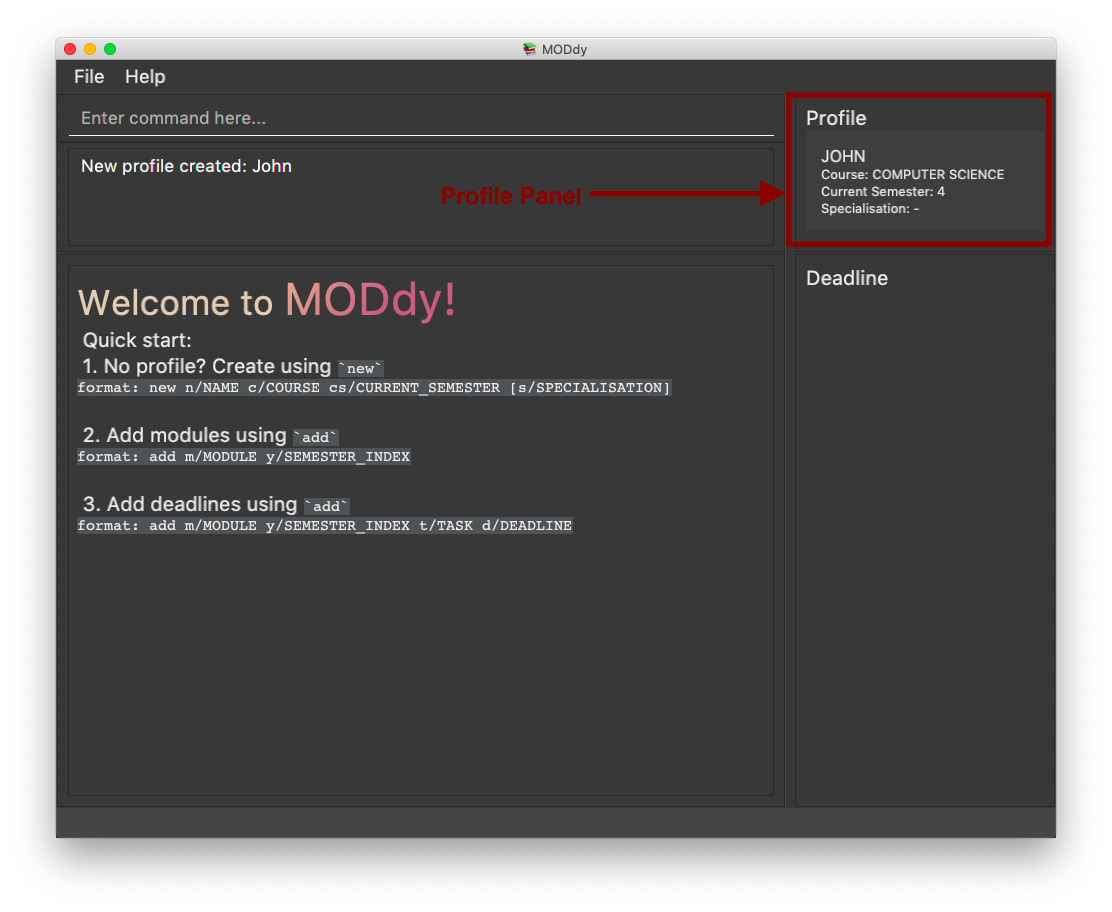 MODdy
File Help
Enter command here...
New profile created: John
Profile Panel
Profile
JOHN
Course: COMPUTER SCIENCE
Current Semester: 4
Specialisation: -
Welcome to MODdy!
Quick start:
1. No profile? Create using `new`
format: new n/NAME c/COURSE cs/CURRENT_SEMESTER [s/SPECIALISATION]
2. Add modules using `add`
format: add m/MODULE y/SEMESTER_INDEX
3. Add deadlines using `add`
format: add m/MODULE y/SEMESTER_INDEX t/TASK d/DEADLINE
Deadline